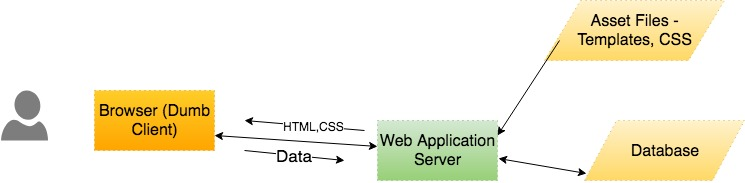 Asset Files -
Templates, CSS
Browser (Dumb
Client)
HTML,CSS
Data
Web Application
Server
Database